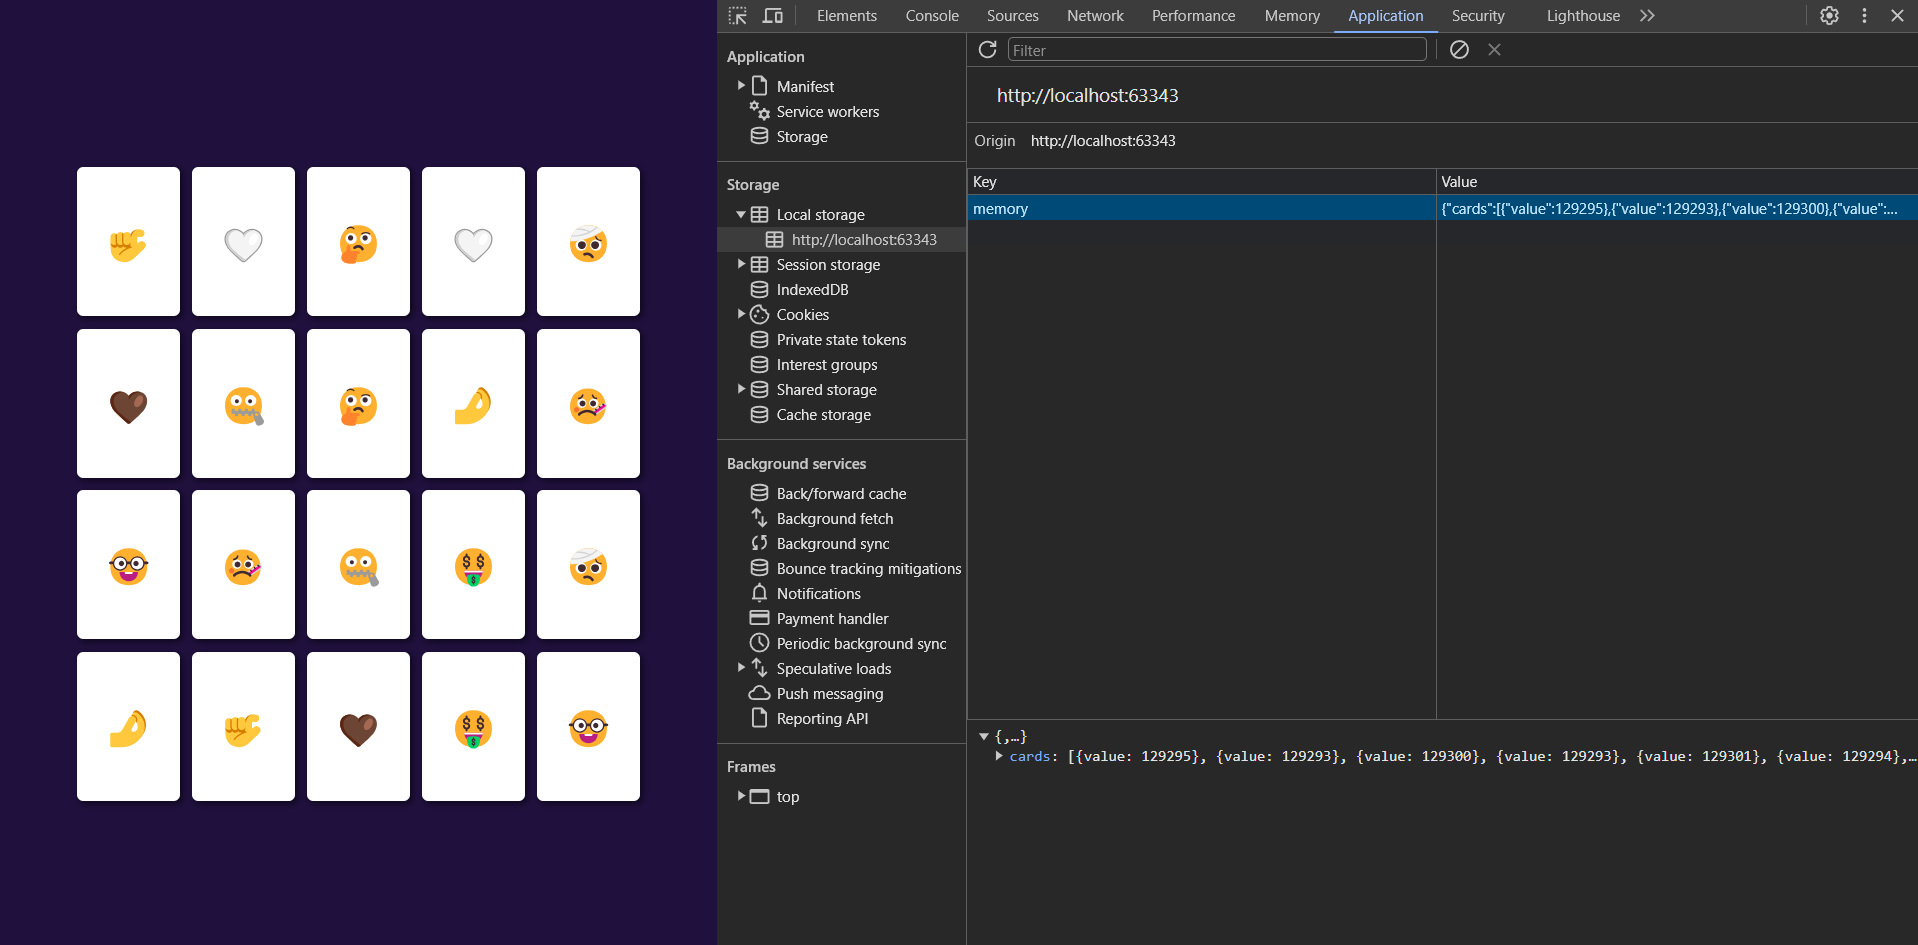 Elements Console Sources Network Performance Memory Application Security Lighthouse
Filter
Application
Manifest
Service workers
Storage
Storage
Local storage
http://localhost:63343
Session storage
IndexedDB
Cookies
Private state tokens
Interest groups
Shared storage
Cache storage
Background services
Back/forward cache
Background fetch
Background sync
Bounce tracking mitigations
Notifications
Payment handler
Periodic background sync
Speculative loads
Push messaging
Reporting API
Frames
top
http://localhost:63343
Origin http://localhost:63343
Key Value
memory {"cards":[{"value":129295},{"value":129293},{"value":129300},{"value":...
{,…}
cards: [{value: 129295}, {value: 129293}, {value: 129300}, {value: 129293}, {value: 129301}, {value: 129294},…